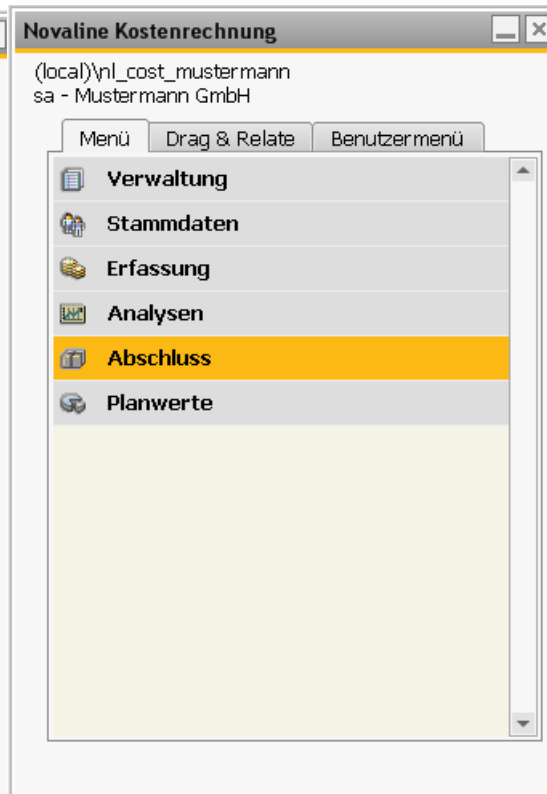 Novaline Kostenrechnung
(local)\nl_cost_mustermann
sa - Mustermann GmbH
Menü Drag & Relate Benutzermenü
Verwaltung
Stammdaten
Erfassung
Analysen
Abschluss
Planwerte